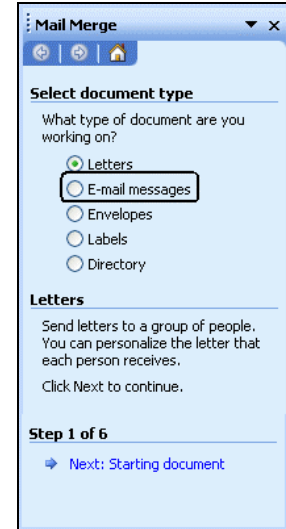 Mail Merge
Select document type
What type of document are you
working on?
Letters
E-mail messages
Envelopes
Labels
Directory
Letters
Send letters to a group of people.
You can personalize the letter that
each person receives.
Click Next to continue.
Step 1 of 6
Next: Starting document